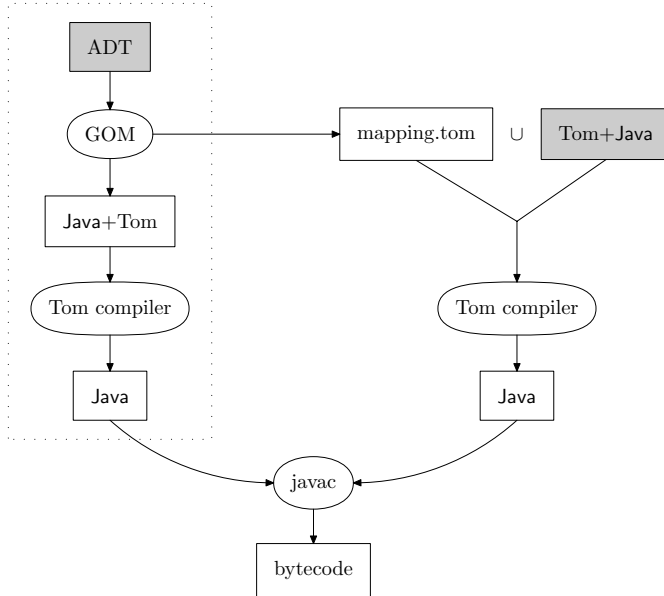 ADT
GOM
mapping.tom ∪ Tom+Java
Java+Tom
Tom compiler
Tom compiler
Java
Java
javac
bytecode